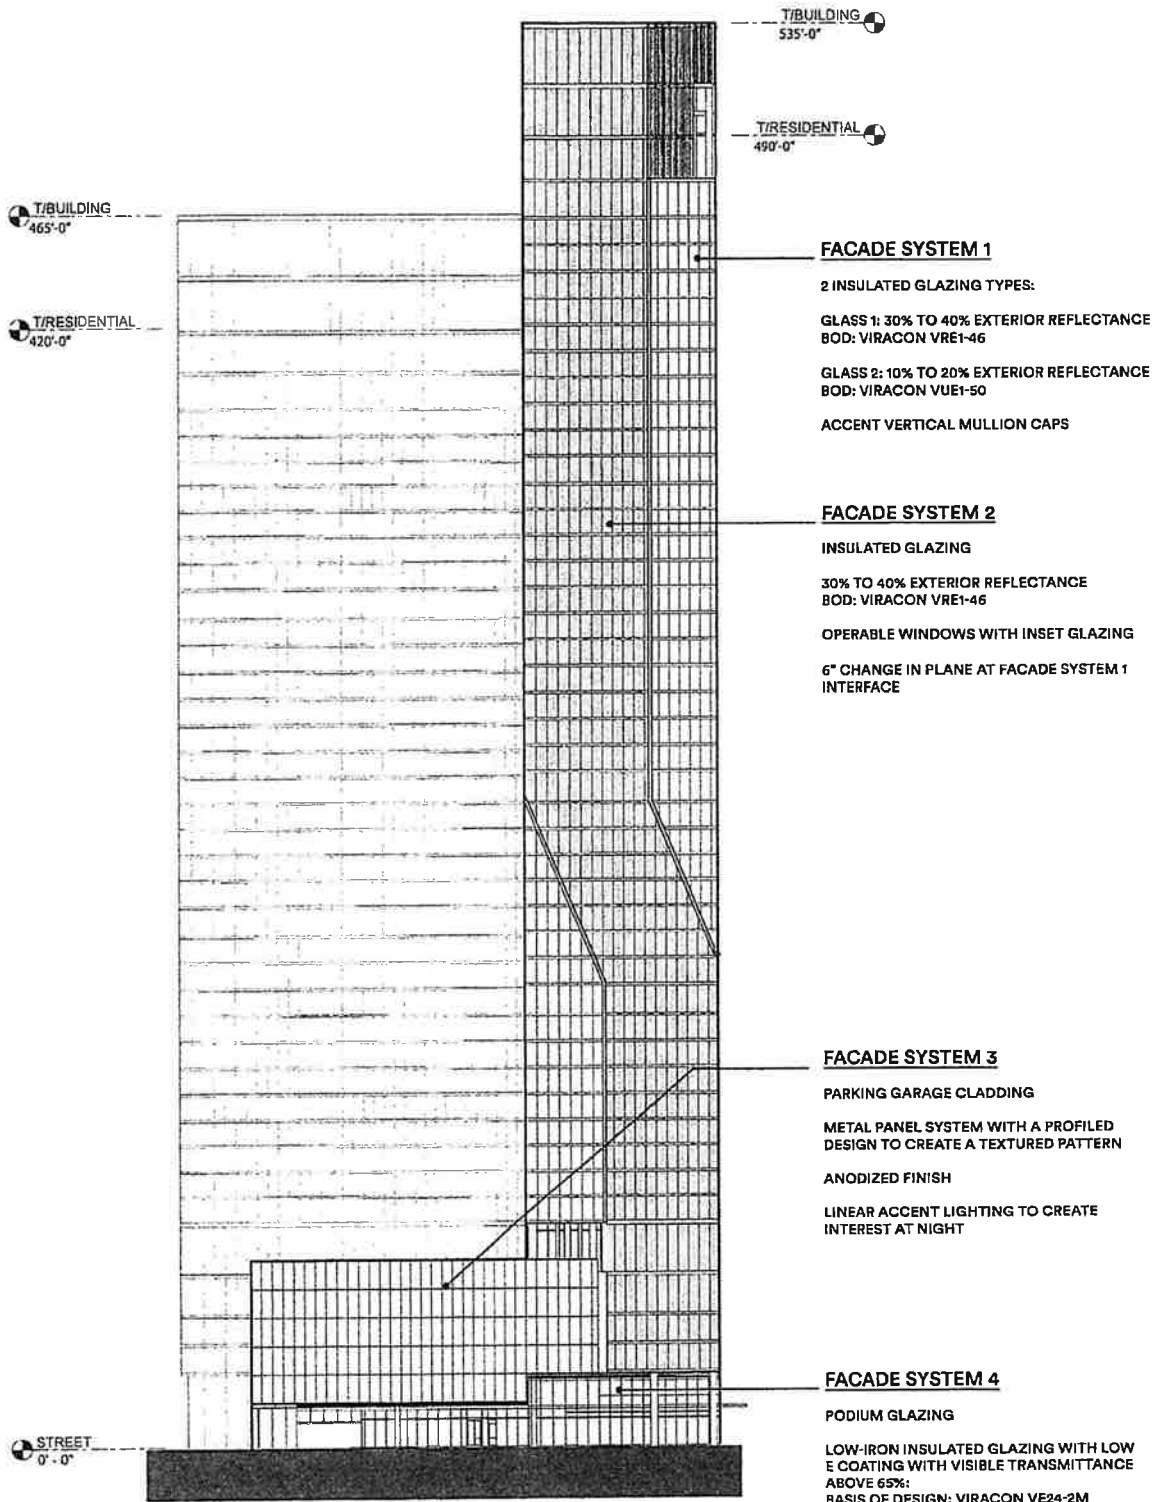 T/BUILDING
535'-0"
T/RESIDENTIAL
490'-0"
T/BUILDING
465'-0"
T/RESIDENTIAL
420'-0"
FACADE SYSTEM 1
2 INSULATED GLAZING TYPES:
GLASS 1: 30% TO 40% EXTERIOR REFLECTANCE
BOD: VIRACON VRE1-46
GLASS 2: 10% TO 20% EXTERIOR REFLECTANCE
BOD: VIRACON VUE1-50
ACCENT VERTICAL MULLION CAPS
FACADE SYSTEM 2
INSULATED GLAZING
30% TO 40% EXTERIOR REFLECTANCE
BOD: VIRACON VRE1-46
OPERABLE WINDOWS WITH INSET GLAZING
6" CHANGE IN PLANE AT FACADE SYSTEM 1
INTERFACE
FACADE SYSTEM 3
PARKING GARAGE CLADDING
METAL PANEL SYSTEM WITH A PROFILED
DESIGN TO CREATE A TEXTURED PATTERN
ANODIZED FINISH
LINEAR ACCENT LIGHTING TO CREATE
INTEREST AT NIGHT
FACADE SYSTEM 4
PODIUM GLAZING
LOW-IRON INSULATED GLAZING WITH LOW
E COATING WITH VISIBLE TRANSMITTANCE
ABOVE 65%:
BASIS OF DESIGN: VIRACON VE24-2M
STREET
0'-0"